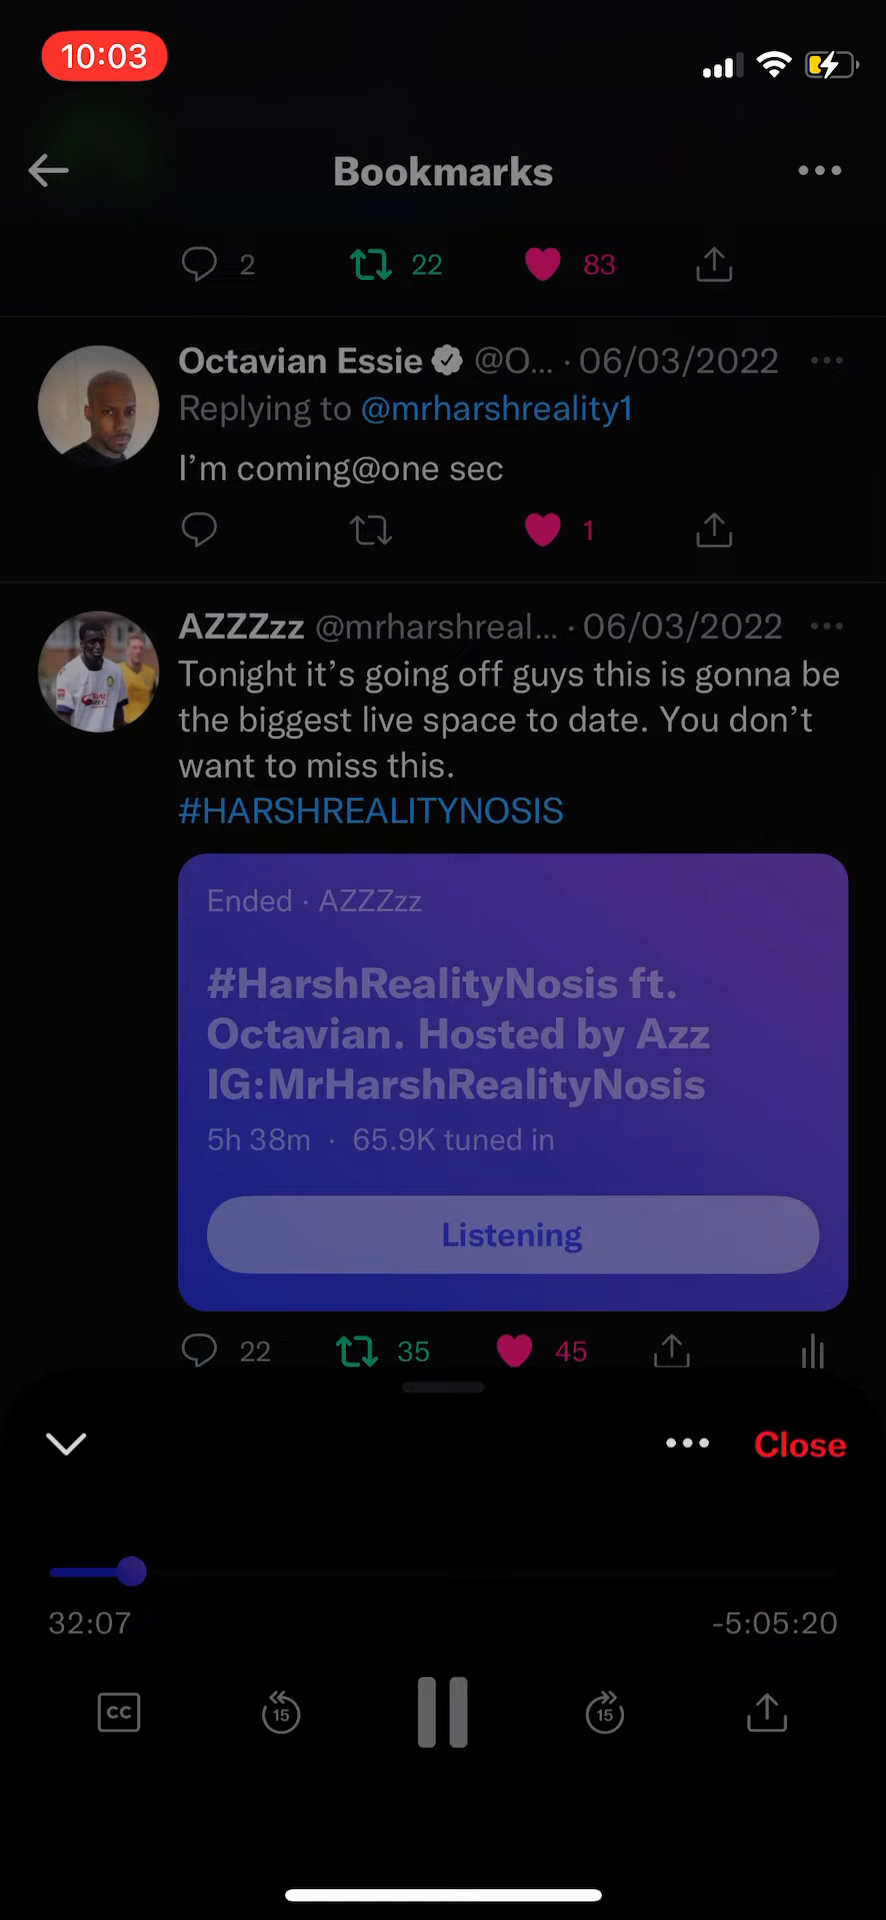 10:03
Bookmarks
2 22 83
Octavian Essie @O... · 06/03/2022
Replying to @mrharshreality1
I’m coming@one sec
1
AZZZzz @mrharshreal... · 06/03/2022
Tonight it’s going off guys this is gonna be
the biggest live space to date. You don’t
want to miss this.
#HARSHREALITYNOSIS
Ended · AZZZzz
#HarshRealityNosis ft.
Octavian. Hosted by Azz
IG:MrHarshRealityNosis
5h 38m · 65.9K tuned in
Listening
22 35 45
Close
32:07 -5:05:20
CC 15 15